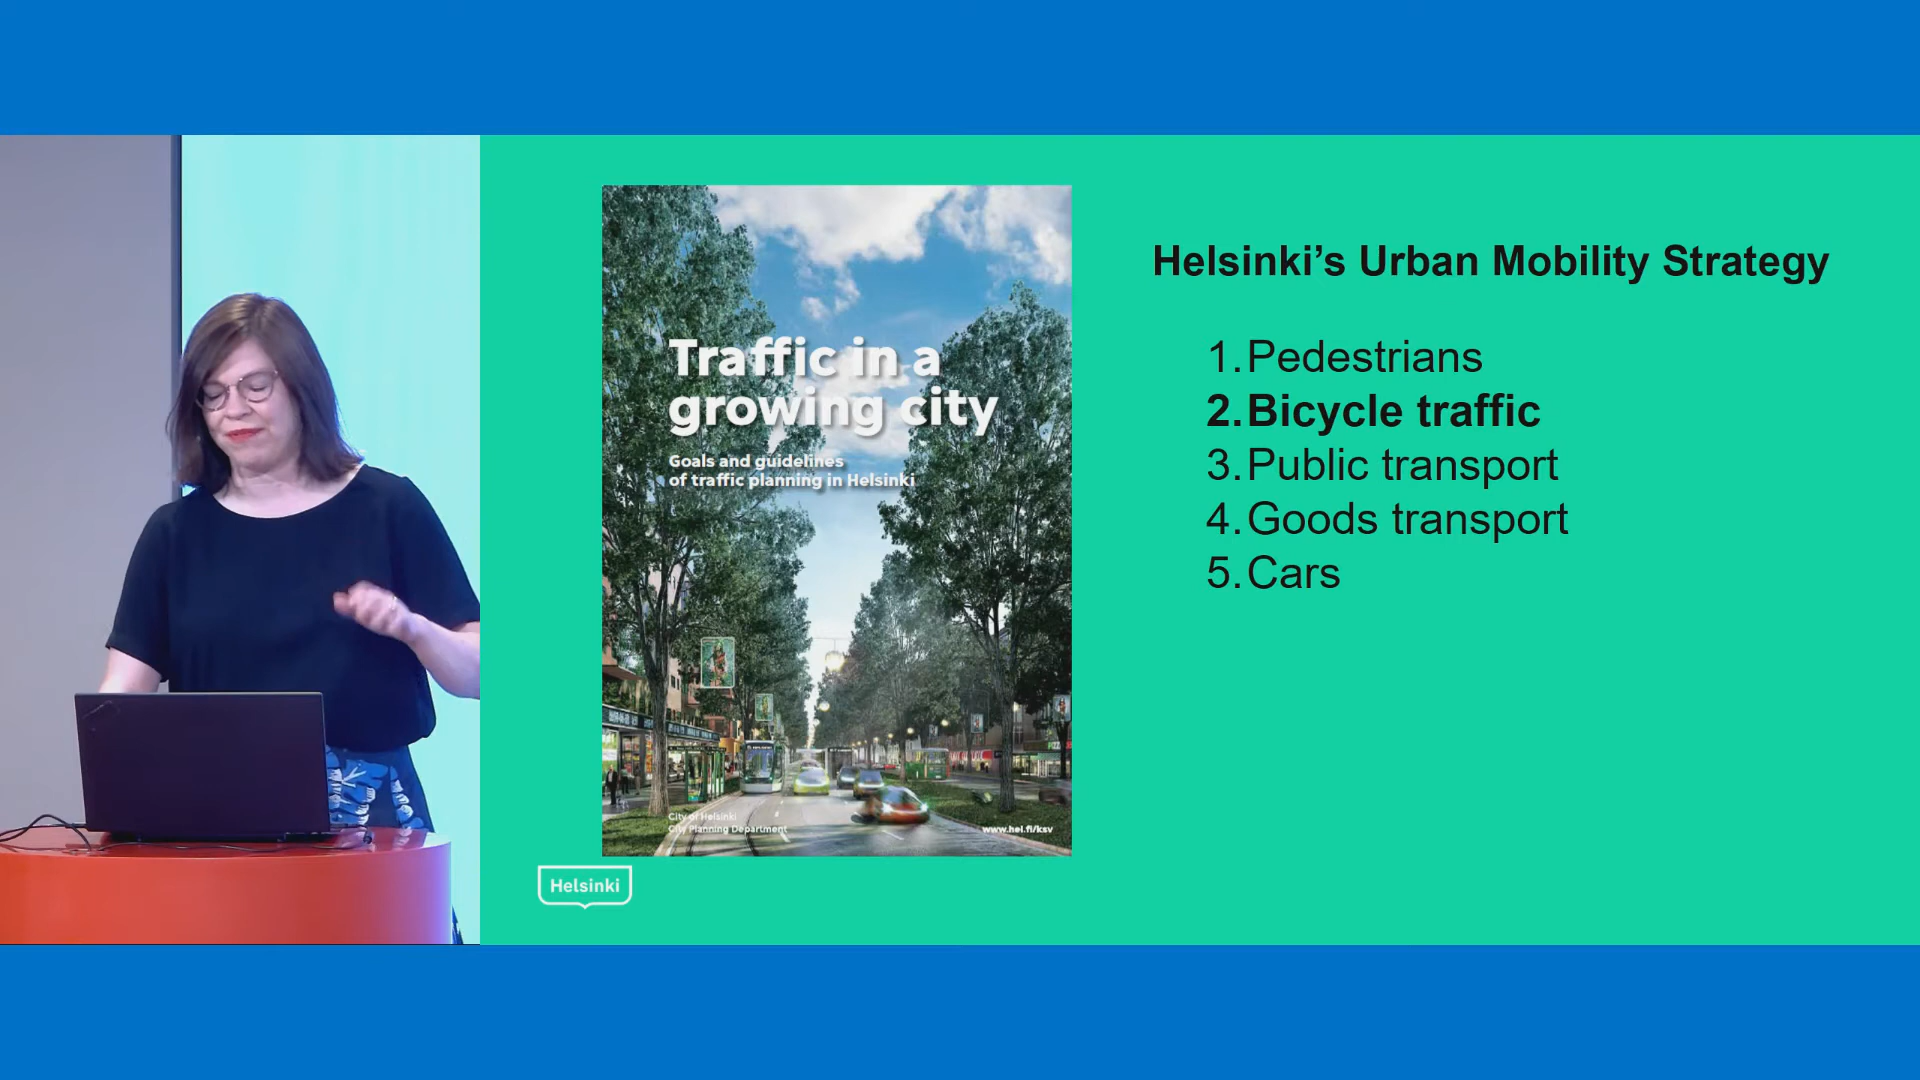 Traffic in a
growing city
Goals and guidelines
of traffic planning in Helsinki
City of Helsinki
City Planning Department
www.hel.fi/ksv
Helsinki
Helsinki’s Urban Mobility Strategy
1. Pedestrians
2. Bicycle traffic
3. Public transport
4. Goods transport
5. Cars